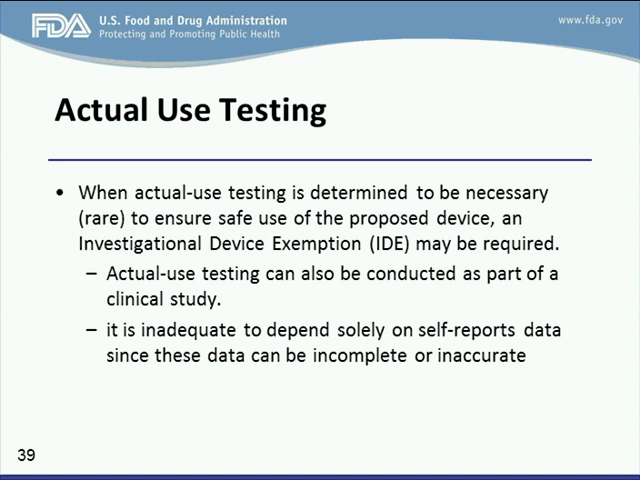 FDA
U.S. Food and Drug Administration
Protecting and Promoting Public Health
www.fda.gov
Actual Use Testing
• When actual-use testing is determined to be necessary
(rare) to ensure safe use of the proposed device, an
Investigational Device Exemption (IDE) may be required.
– Actual-use testing can also be conducted as part of a
clinical study.
– it is inadequate to depend solely on self-reports data
since these data can be incomplete or inaccurate
39